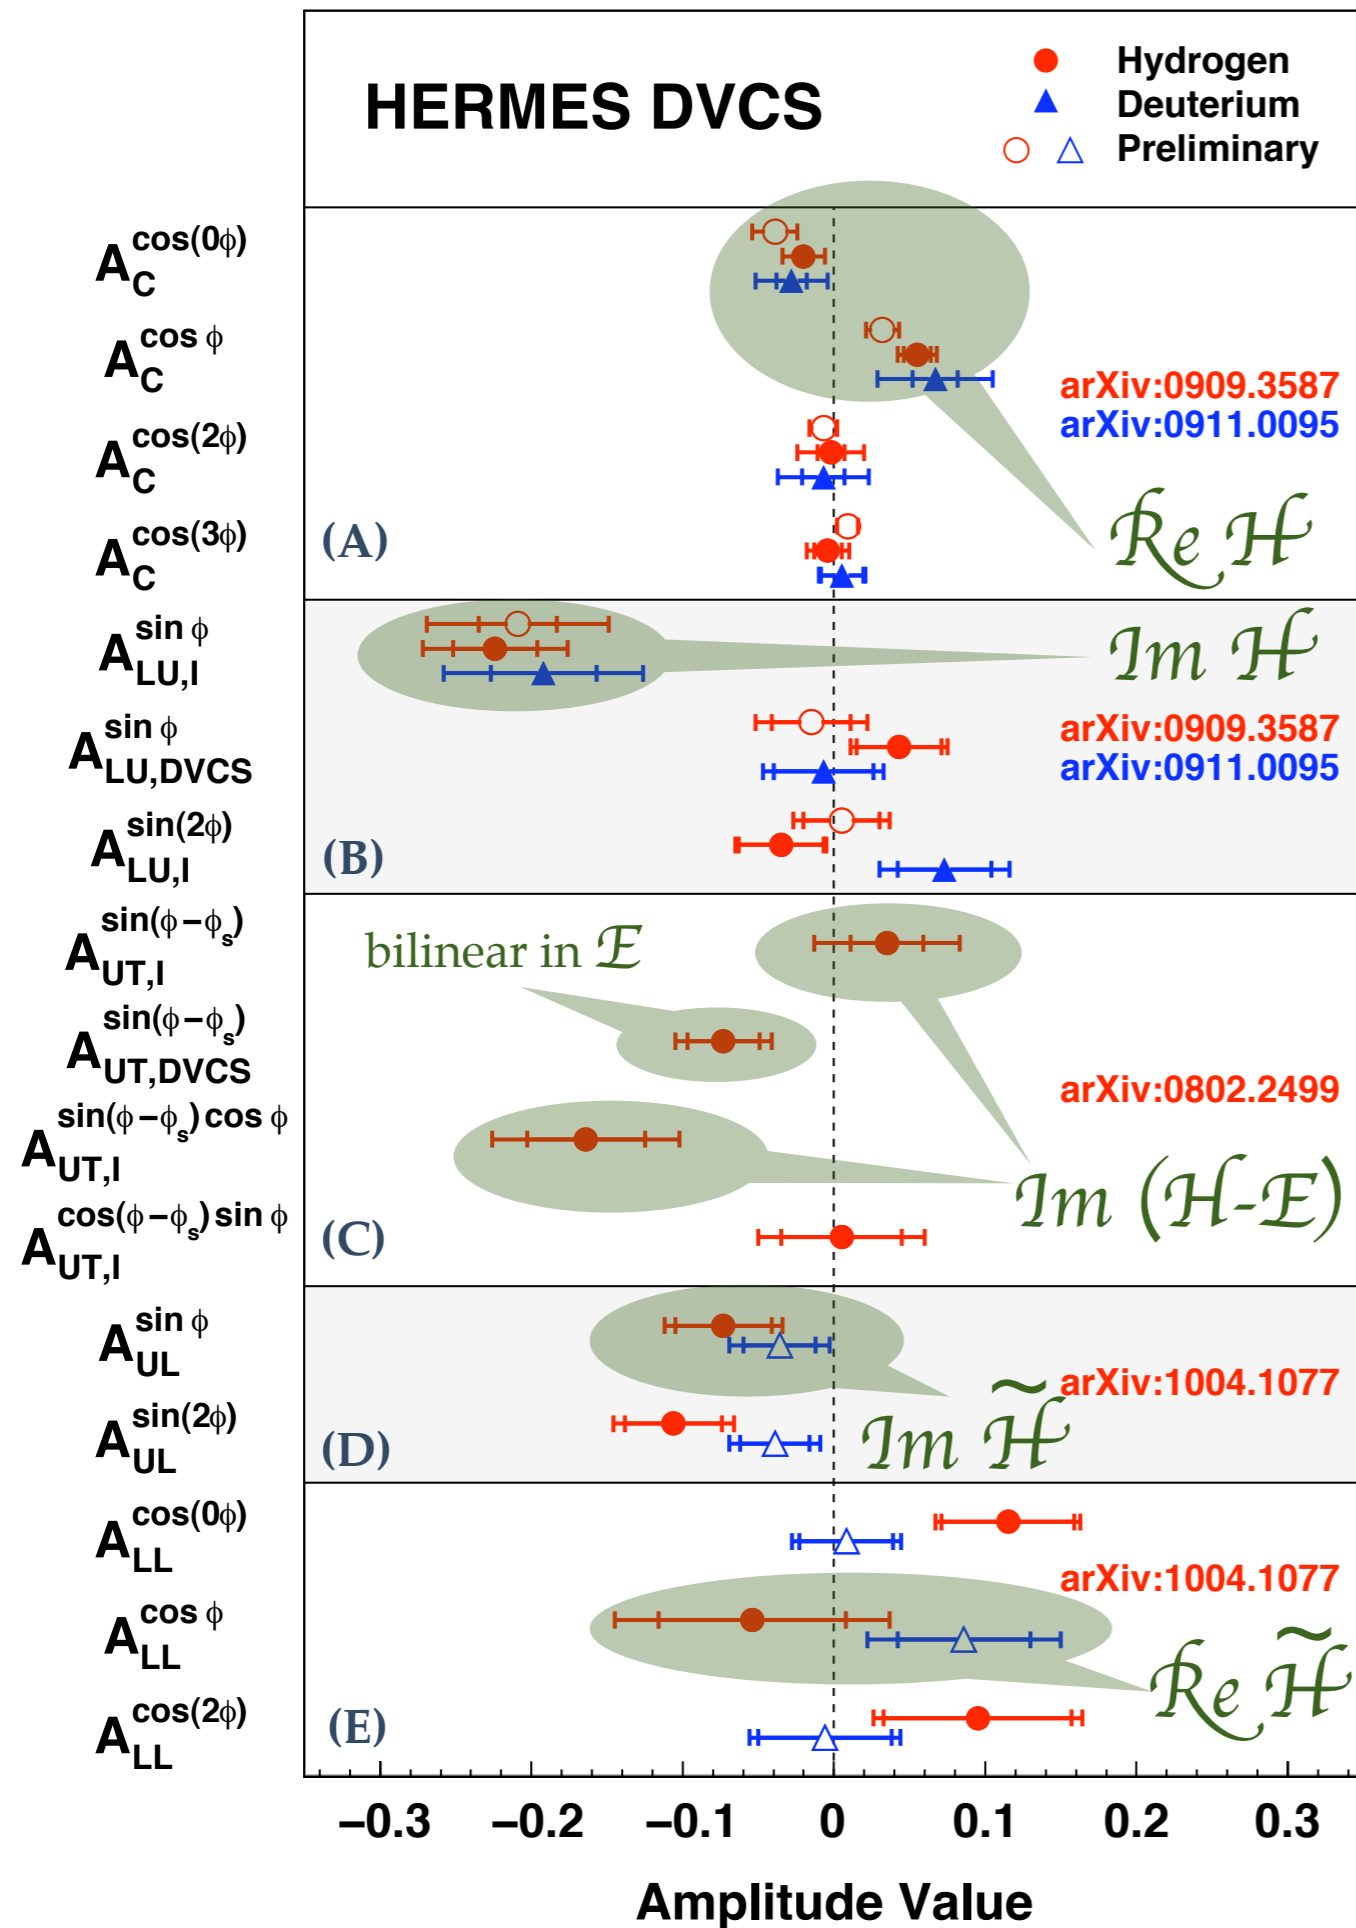 HERMES DVCS
Hydrogen
Deuterium
Preliminary
A_C^cos(0φ)
A_C^cos φ
arXiv:0909.3587
arXiv:0911.0095
A_C^cos(2φ)
A_C^cos(3φ)
(A)
Re H
A_LU,I^sin φ
Im H
A_LU,DVCS^sin φ
arXiv:0909.3587
arXiv:0911.0095
A_LU,I^sin(2φ)
(B)
A_UT,I^sin(φ−φ_s)
bilinear in E
A_UT,DVCS^sin(φ−φ_s)
arXiv:0802.2499
A_UT,I^sin(φ−φ_s)cos φ
Im (H-E)
A_UT,I^cos(φ−φ_s)sin φ
(C)
A_UL^sin φ
arXiv:1004.1077
A_UL^sin(2φ)
(D)
Im H̃
A_LL^cos(0φ)
arXiv:1004.1077
A_LL^cos φ
Re H̃
A_LL^cos(2φ)
(E)
−0.3 −0.2 −0.1 0 0.1 0.2 0.3
Amplitude Value